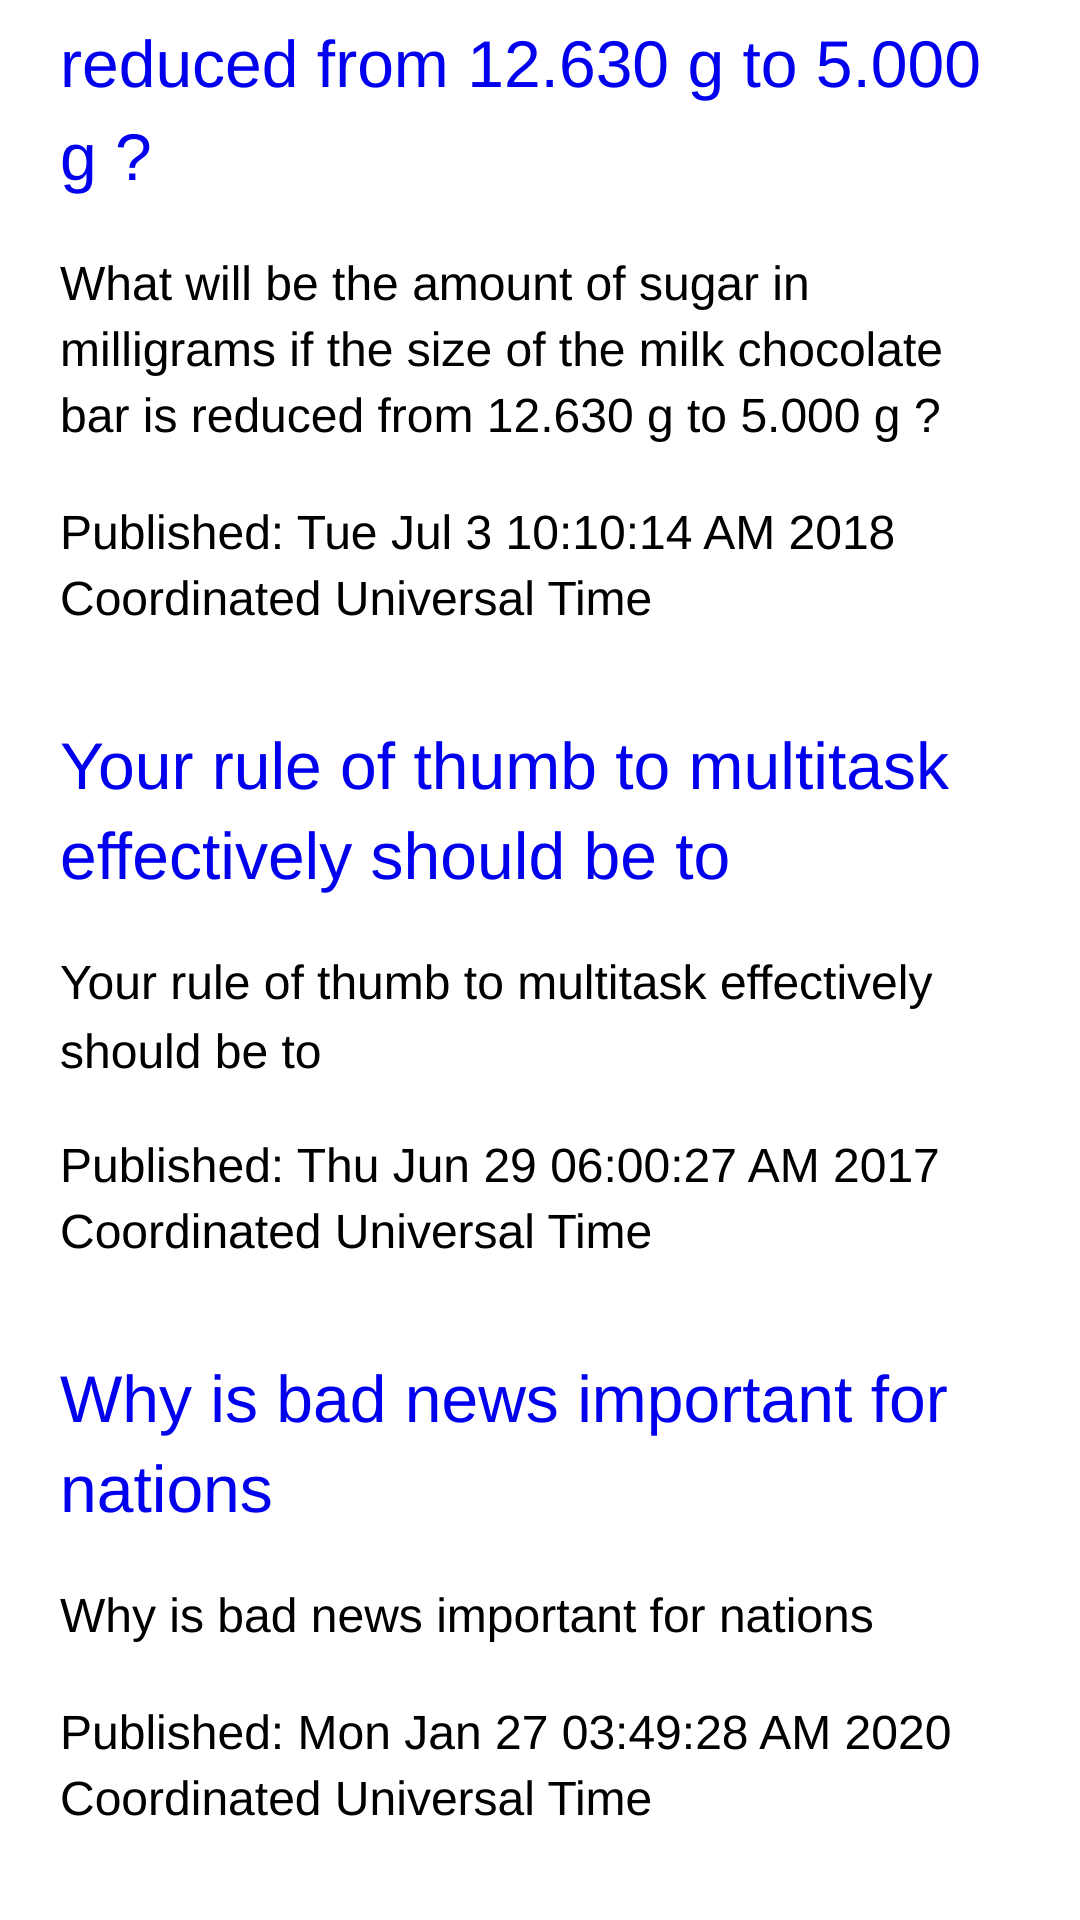 reduced from 12.630 g to 5.000
g ?
What will be the amount of sugar in
milligrams if the size of the milk chocolate
bar is reduced from 12.630 g to 5.000 g ?
Published: Tue Jul 3 10:10:14 AM 2018
Coordinated Universal Time
Your rule of thumb to multitask
effectively should be to
Your rule of thumb to multitask effectively
should be to
Published: Thu Jun 29 06:00:27 AM 2017
Coordinated Universal Time
Why is bad news important for
nations
Why is bad news important for nations
Published: Mon Jan 27 03:49:28 AM 2020
Coordinated Universal Time